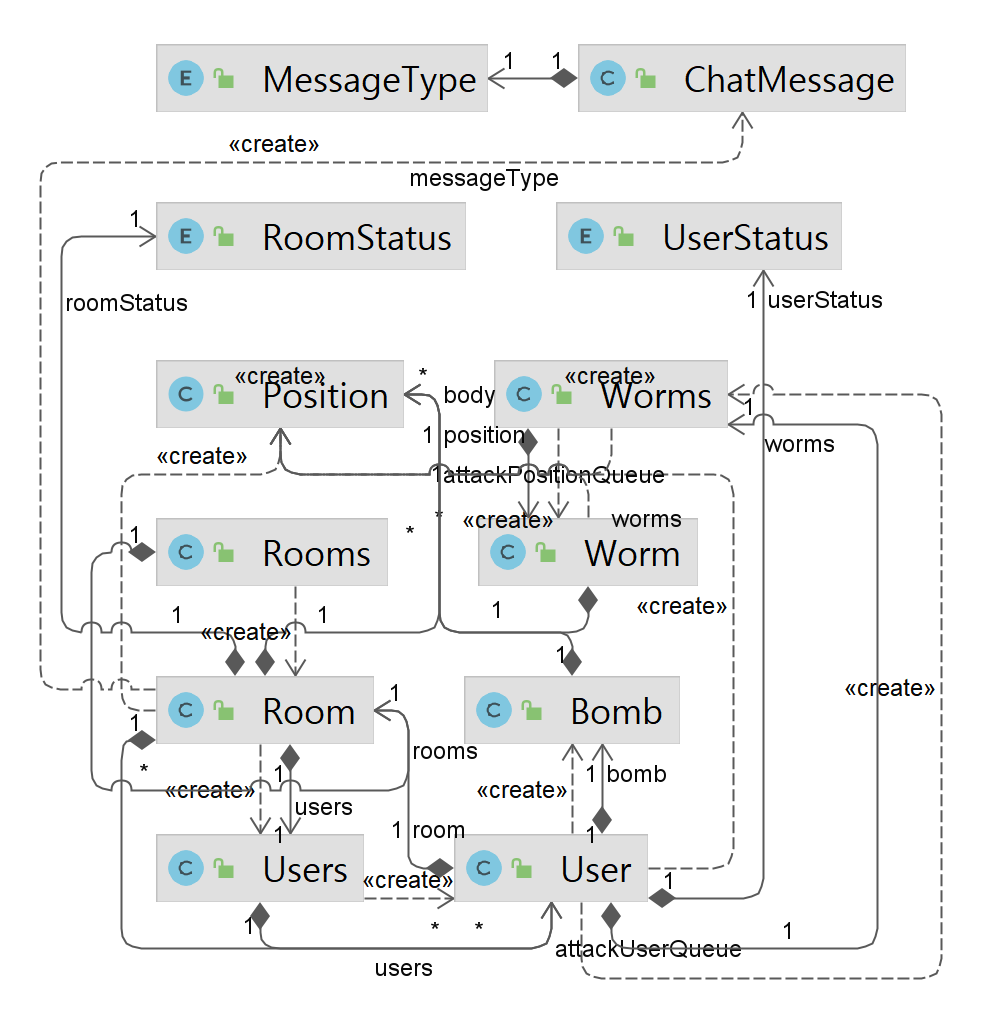 E MessageType
1
1
C ChatMessage
«create»
messageType
1
E RoomStatus
E UserStatus
roomStatus
1
userStatus
C Position
«create»
*
body
C Worms
«create»
1
1
position
worms
«create»
1
attackPositionQueue
*
*
«create»
worms
1
C Rooms
C Worm
1
1
1
«create»
«create»
1
C Room
1
C Bomb
«create»
1
*
rooms
1
1
bomb
«create»
«create»
users
1
1
room
1
C Users
C User
«create»
1
1
*
*
1
attackUserQueue
users